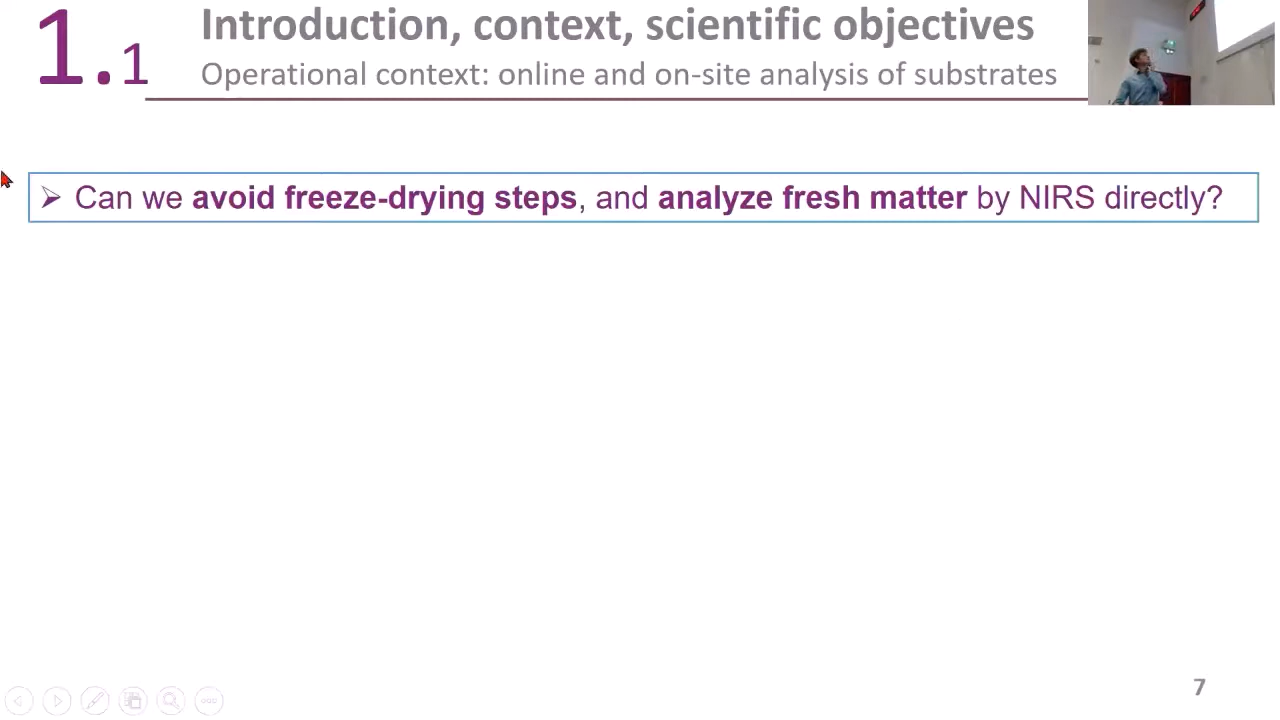 1.1
Introduction, context, scientific objectives
Operational context: online and on-site analysis of substrates
➢ Can we avoid freeze-drying steps, and analyze fresh matter by NIRS directly?
7